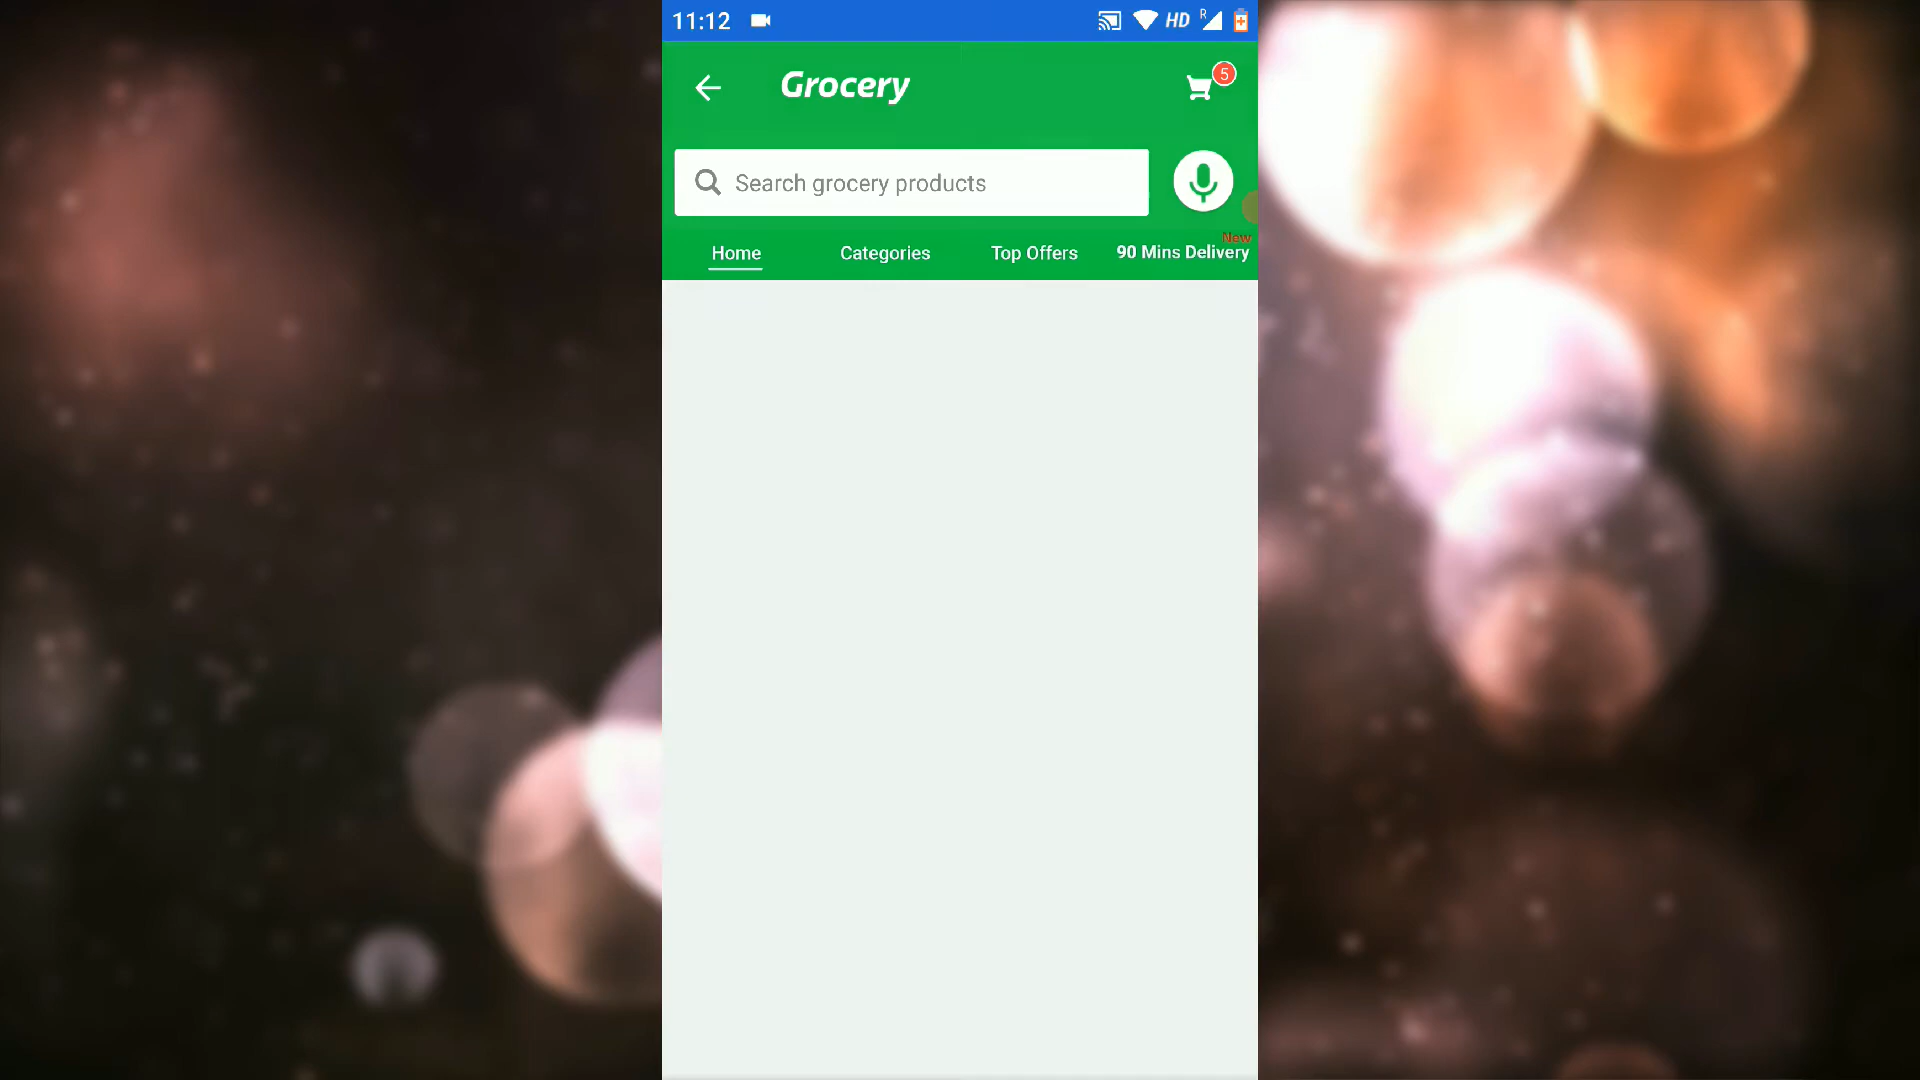 11:12 HD R
Grocery 5
Search grocery products
New
Home Categories Top Offers 90 Mins Delivery